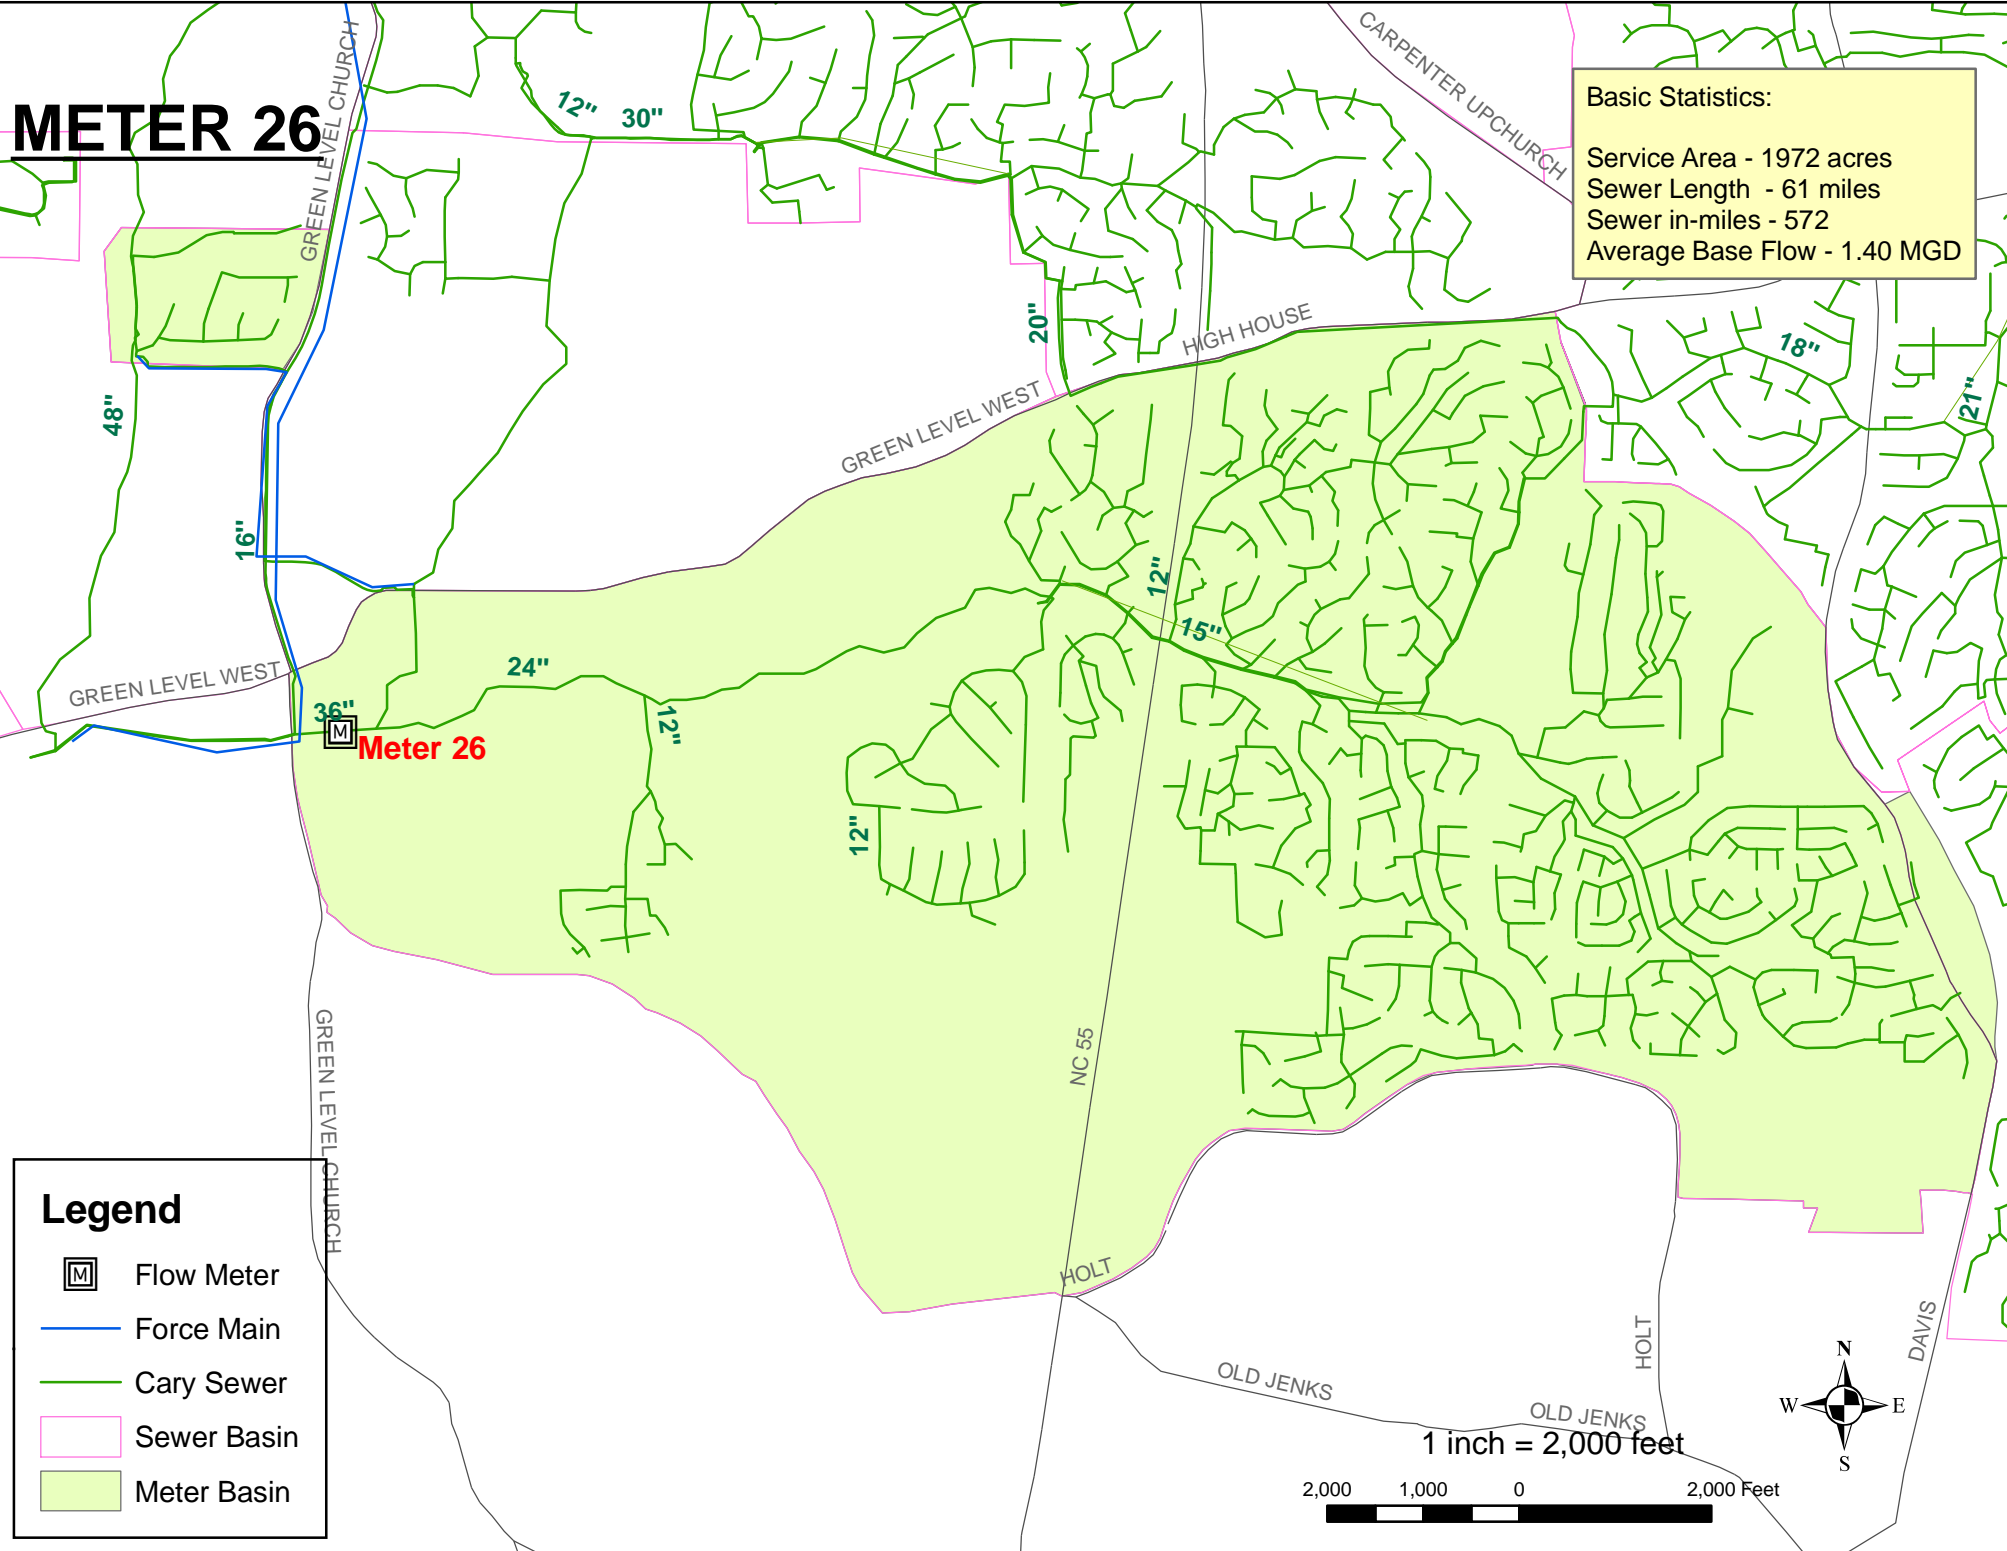 METER 26
GREEN LEVEL CHURCH
CARPENTER UPCHURCH
Basic Statistics:
Service Area - 1972 acres
Sewer Length - 61 miles
Sewer in-miles - 572
Average Base Flow - 1.40 MGD
12"
30"
20"
HIGH HOUSE
18"
21"
48"
GREEN LEVEL WEST
16"
12"
15"
24"
GREEN LEVEL WEST
36"
M
Meter 26
12"
12"
GREEN LEVEL CHURCH
NC 55
HOLT
HOLT
DAVIS
OLD JENKS
OLD JENKS
Legend
M Flow Meter
Force Main
Cary Sewer
Sewer Basin
Meter Basin
N
W E
S
1 inch = 2,000 feet
2,000 1,000 0 2,000 Feet